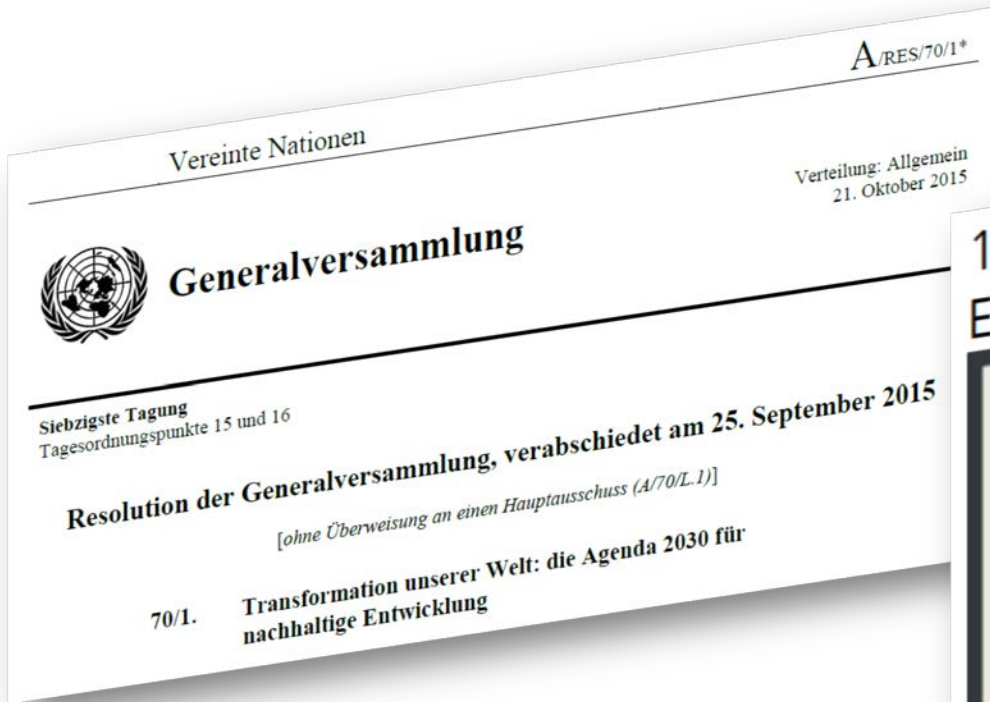 A/RES/70/1*
Vereinte Nationen
Verteilung: Allgemein
21. Oktober 2015
Generalversammlung
Siebzigste Tagung
Tagesordnungspunkte 15 und 16
Resolution der Generalversammlung, verabschiedet am 25. September 2015
[ohne Überweisung an einen Hauptausschuss (A/70/L.1)]
70/1. Transformation unserer Welt: die Agenda 2030 für
nachhaltige Entwicklung
1
E